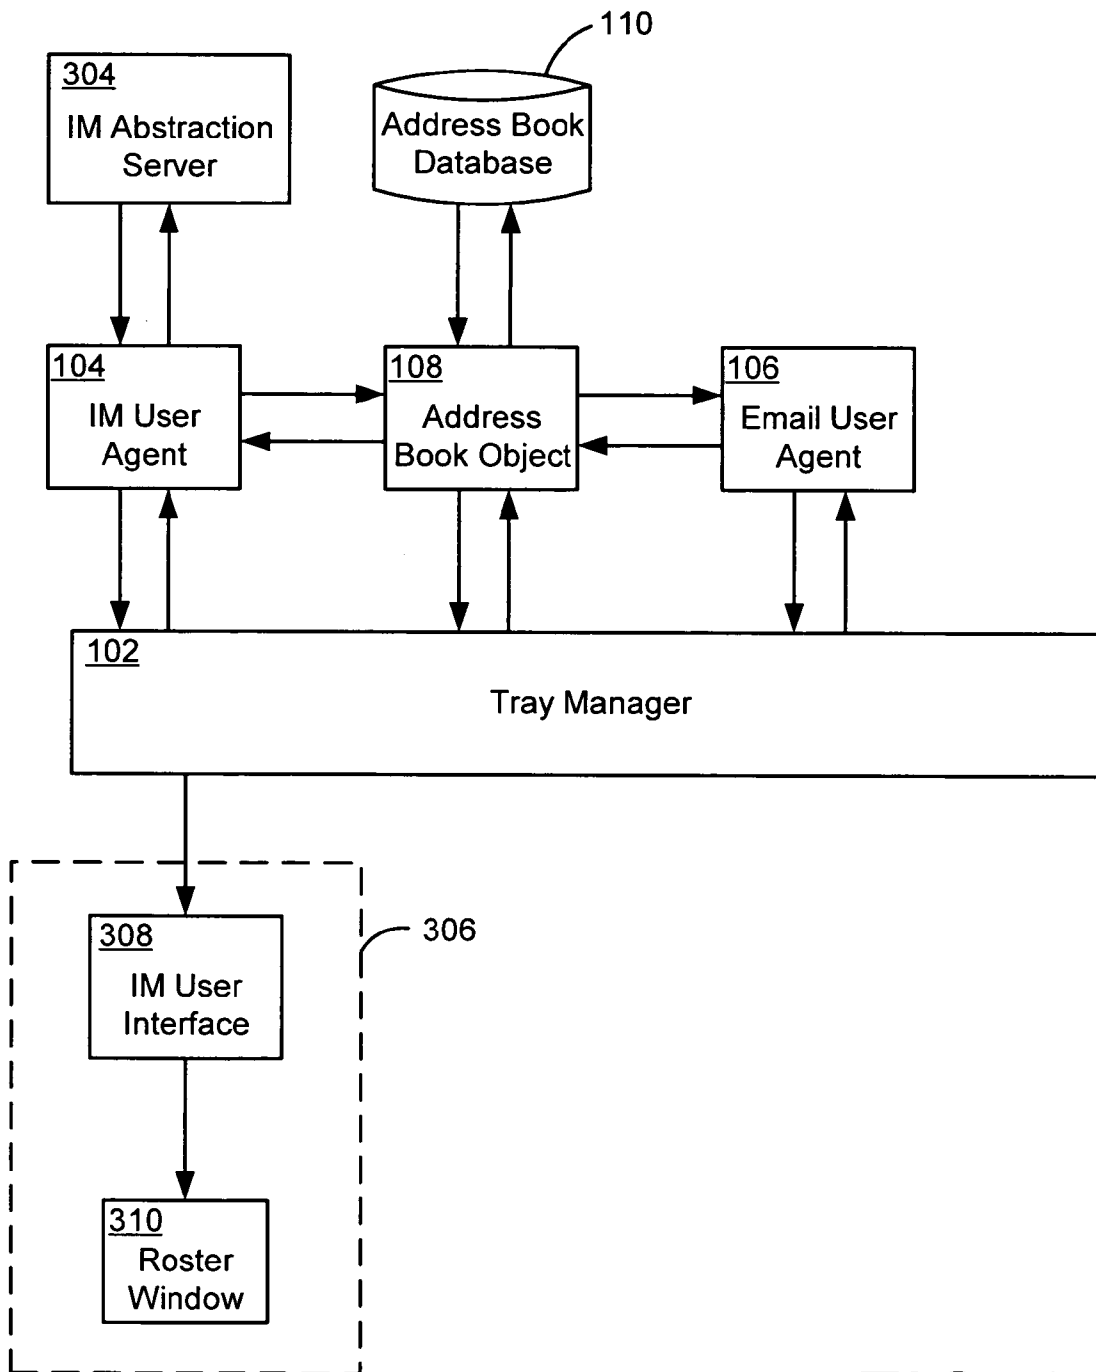 110
304
IM Abstraction
Server
Address Book
Database
104
IM User
Agent
108
Address
Book Object
106
Email User
Agent
102
Tray Manager
308
IM User
Interface
306
310
Roster
Window